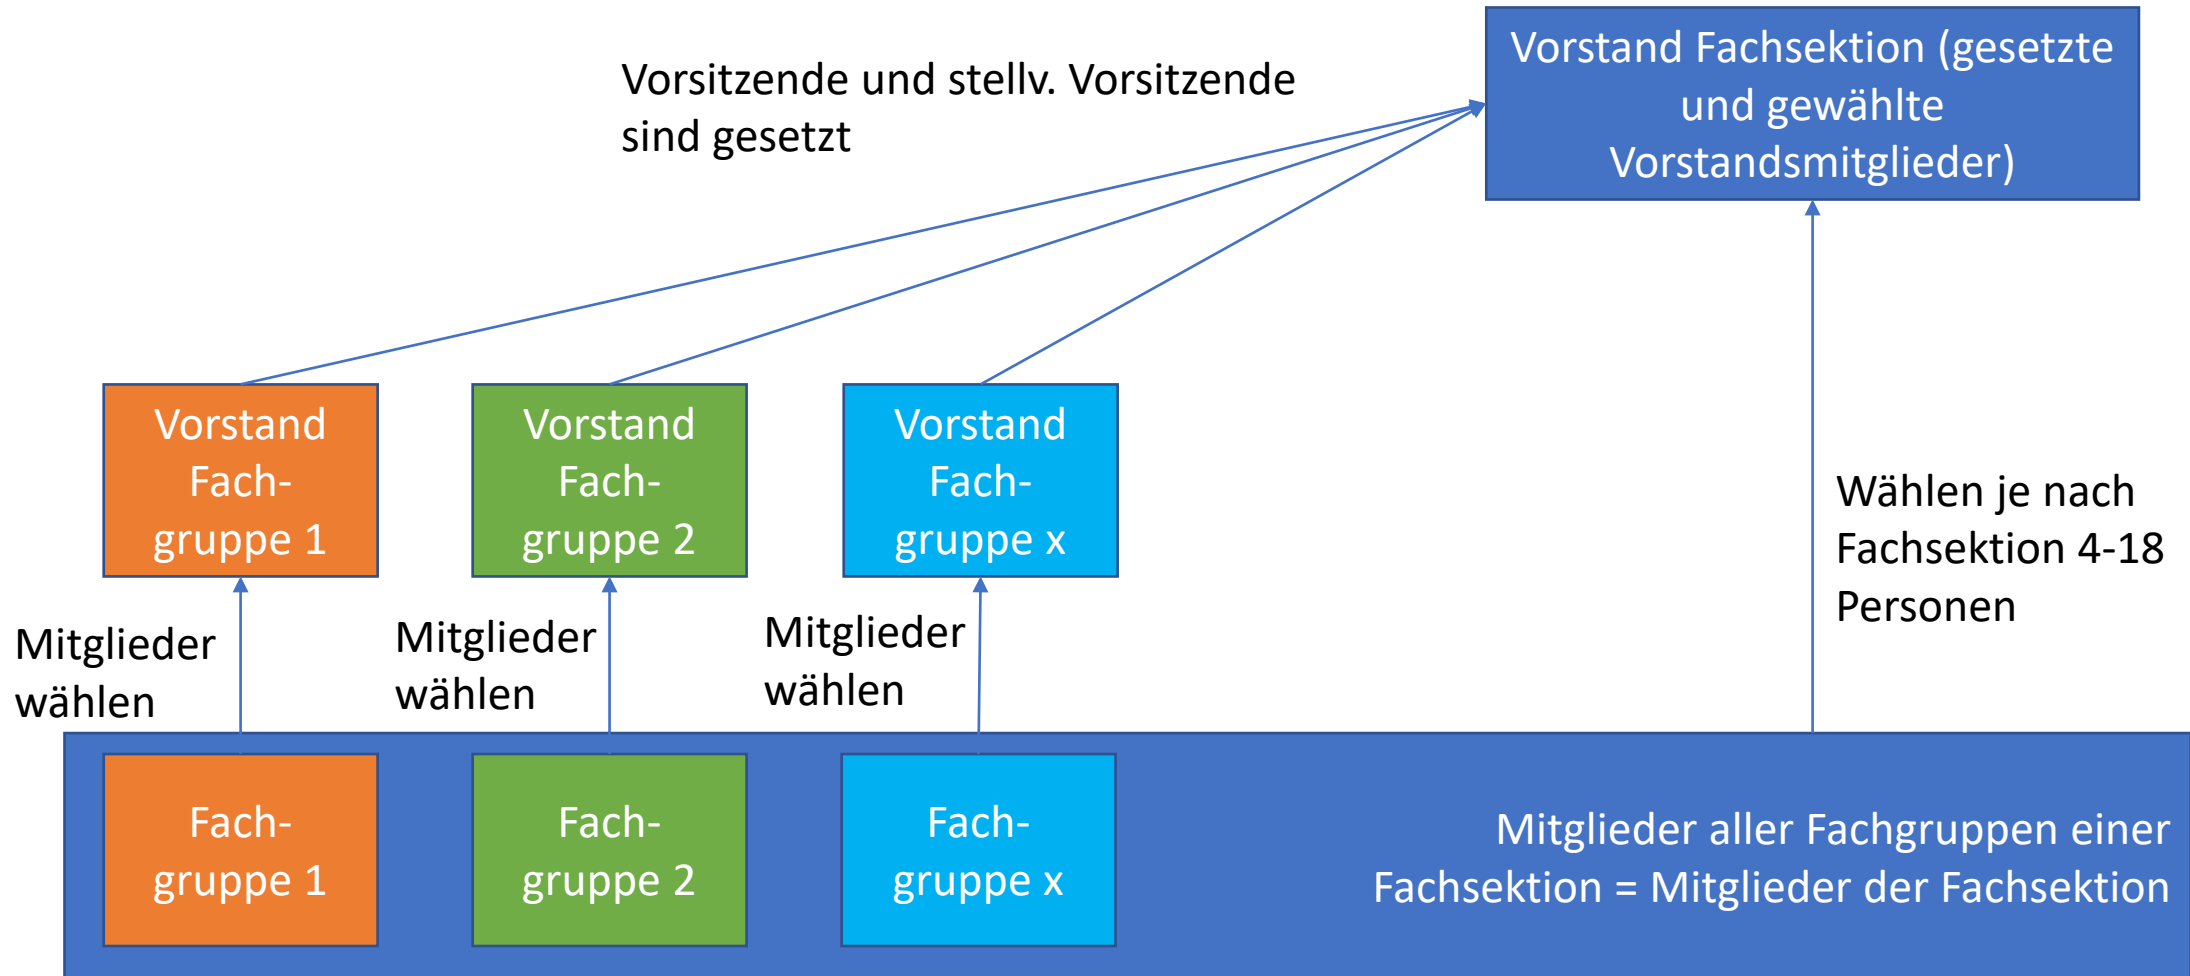 Vorstand Fachsektion (gesetzte
und gewählte
Vorstandsmitglieder)
Vorsitzende und stellv. Vorsitzende
sind gesetzt
Vorstand
Fach-
gruppe 1
Vorstand
Fach-
gruppe 2
Vorstand
Fach-
gruppe x
Wählen je nach
Fachsektion 4-18
Personen
Mitglieder
wählen
Mitglieder
wählen
Mitglieder
wählen
Fach-
gruppe 1
Fach-
gruppe 2
Fach-
gruppe x
Mitglieder aller Fachgruppen einer
Fachsektion = Mitglieder der Fachsektion